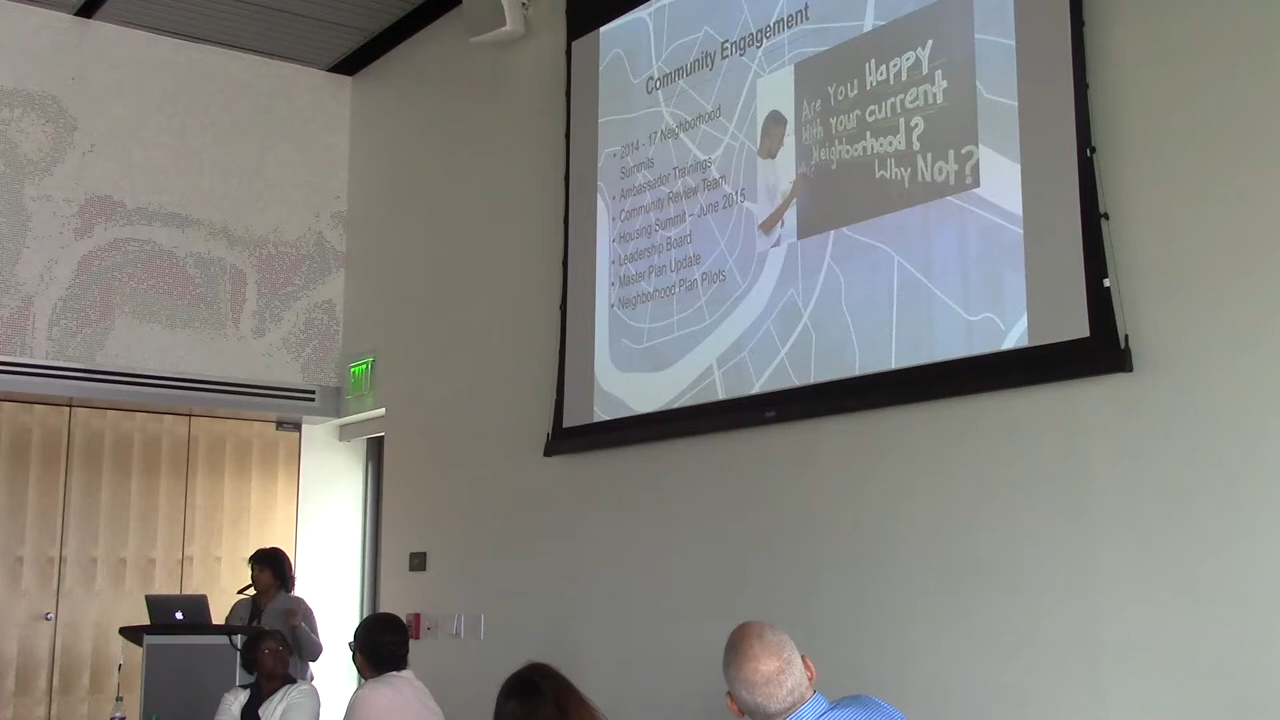 Community Engagement
• 2014 - 17 Neighborhood
Summits
• Ambassador Trainings
• Community Review Team
• Housing Summit – June 2015
• Leadership Board
• Master Plan Update
• Neighborhood Plan Pilots
Are You Happy
With Your current
Neighborhood?
Why Not?
EXIT